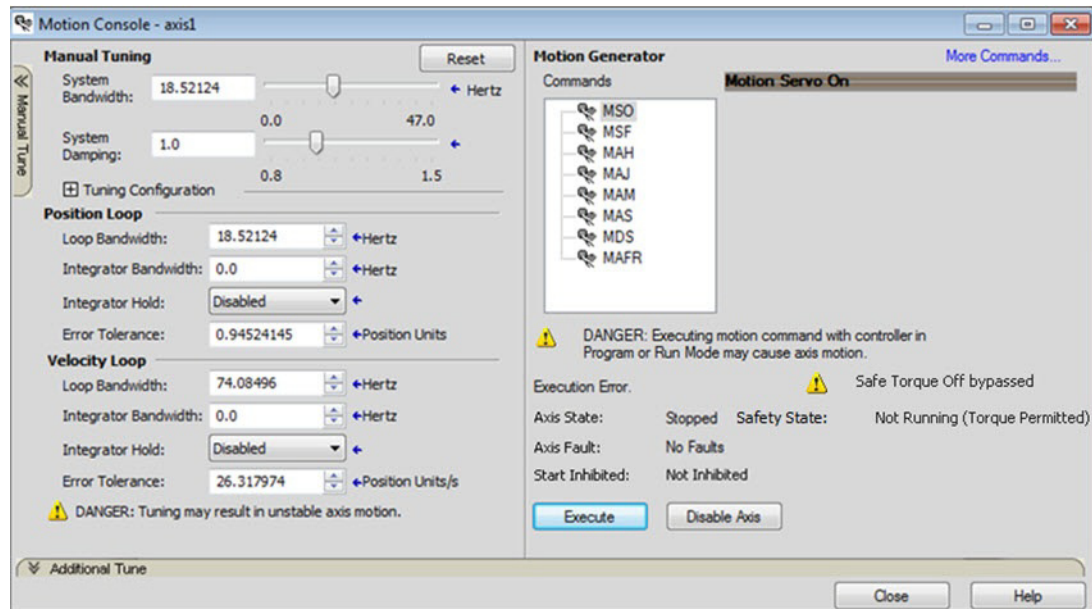 Motion Console - axis1
Manual Tune
Manual Tuning
Reset
System
Bandwidth:
18.52124
Hertz
0.0 47.0
System
Damping:
1.0
0.8 1.5
Tuning Configuration
Position Loop
Loop Bandwidth: 18.52124 Hertz
Integrator Bandwidth: 0.0 Hertz
Integrator Hold: Disabled
Error Tolerance: 0.94524145 Position Units
Velocity Loop
Loop Bandwidth: 74.08496 Hertz
Integrator Bandwidth: 0.0 Hertz
Integrator Hold: Disabled
Error Tolerance: 26.317974 Position Units/s
DANGER: Tuning may result in unstable axis motion.
Motion Generator
More Commands...
Commands
Motion Servo On
MSO
MSF
MAH
MAJ
MAM
MAS
MDS
MAFR
DANGER: Executing motion command with controller in
Program or Run Mode may cause axis motion.
Execution Error.
Safe Torque Off bypassed
Axis State: Stopped Safety State: Not Running (Torque Permitted)
Axis Fault: No Faults
Start Inhibited: Not Inhibited
Execute
Disable Axis
Additional Tune
Close
Help